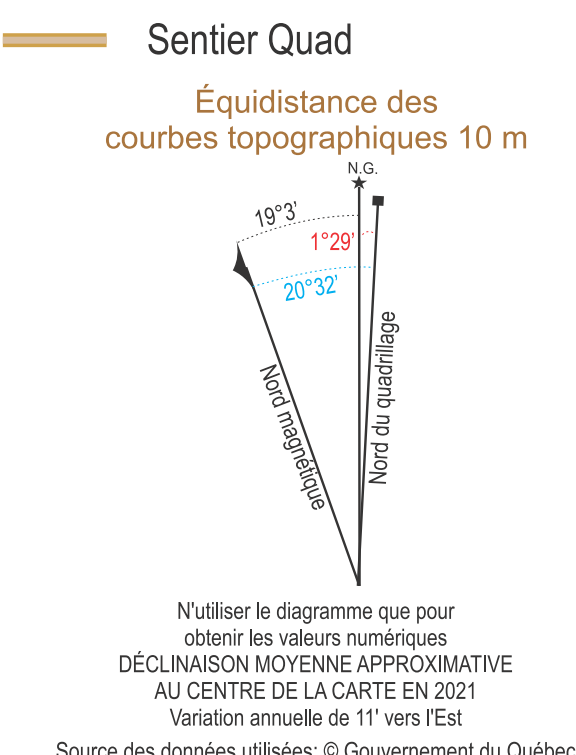 Sentier Quad
Équidistance des
courbes topographiques 10 m
N.G.
19°3'
1°29'
20°32'
Nord magnétique
Nord du quadrillage
N'utiliser le diagramme que pour
obtenir les valeurs numériques
DÉCLINAISON MOYENNE APPROXIMATIVE
AU CENTRE DE LA CARTE EN 2021
Variation annuelle de 11' vers l'Est
Source des données utilisées: © Gouvernement du Québec